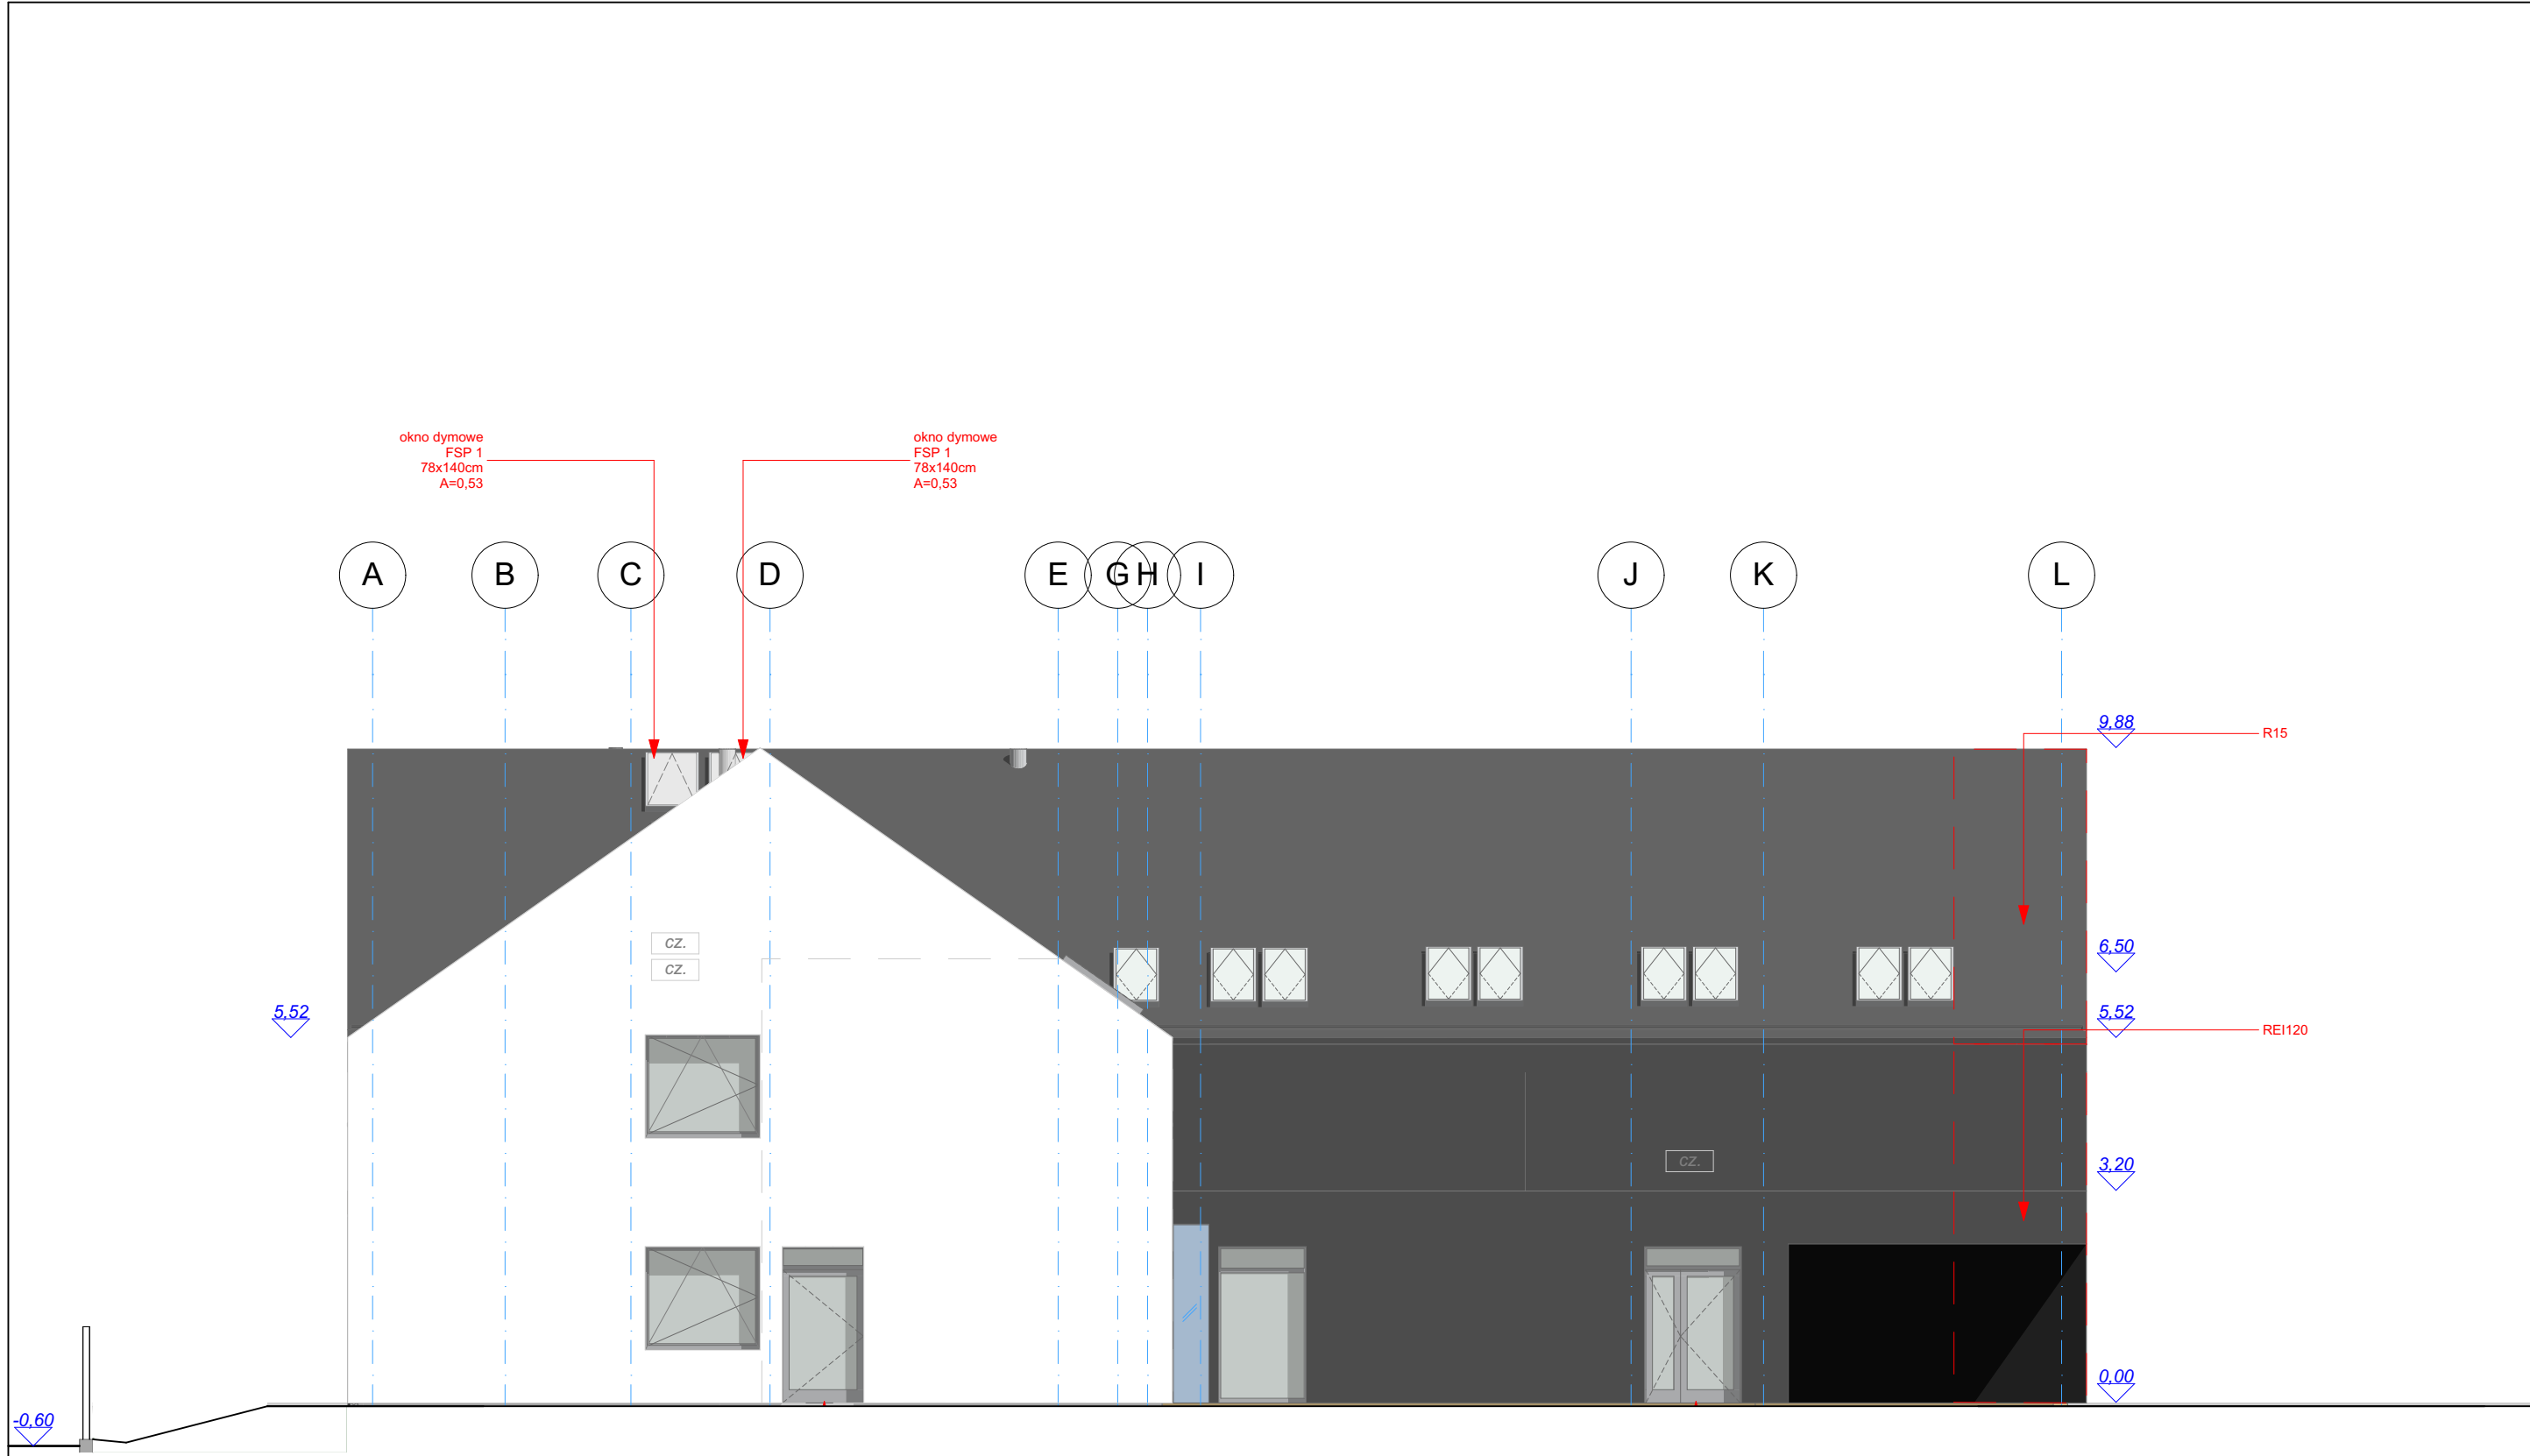 okno dymowe
FSP 1
78x140cm
A=0,53
okno dymowe
FSP 1
78x140cm
A=0,53
A
B
C
D
E
G
H
I
J
K
L
9,88
R15
cz.
cz.
6,50
5,52
5,52
REI120
cz.
3,20
0,00
-0,60